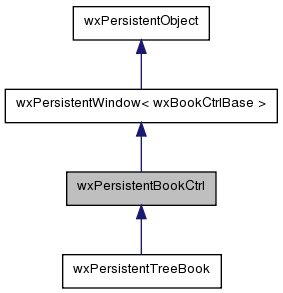 wxPersistentObject
wxPersistentWindow< wxBookCtrlBase >
wxPersistentBookCtrl
wxPersistentTreeBook